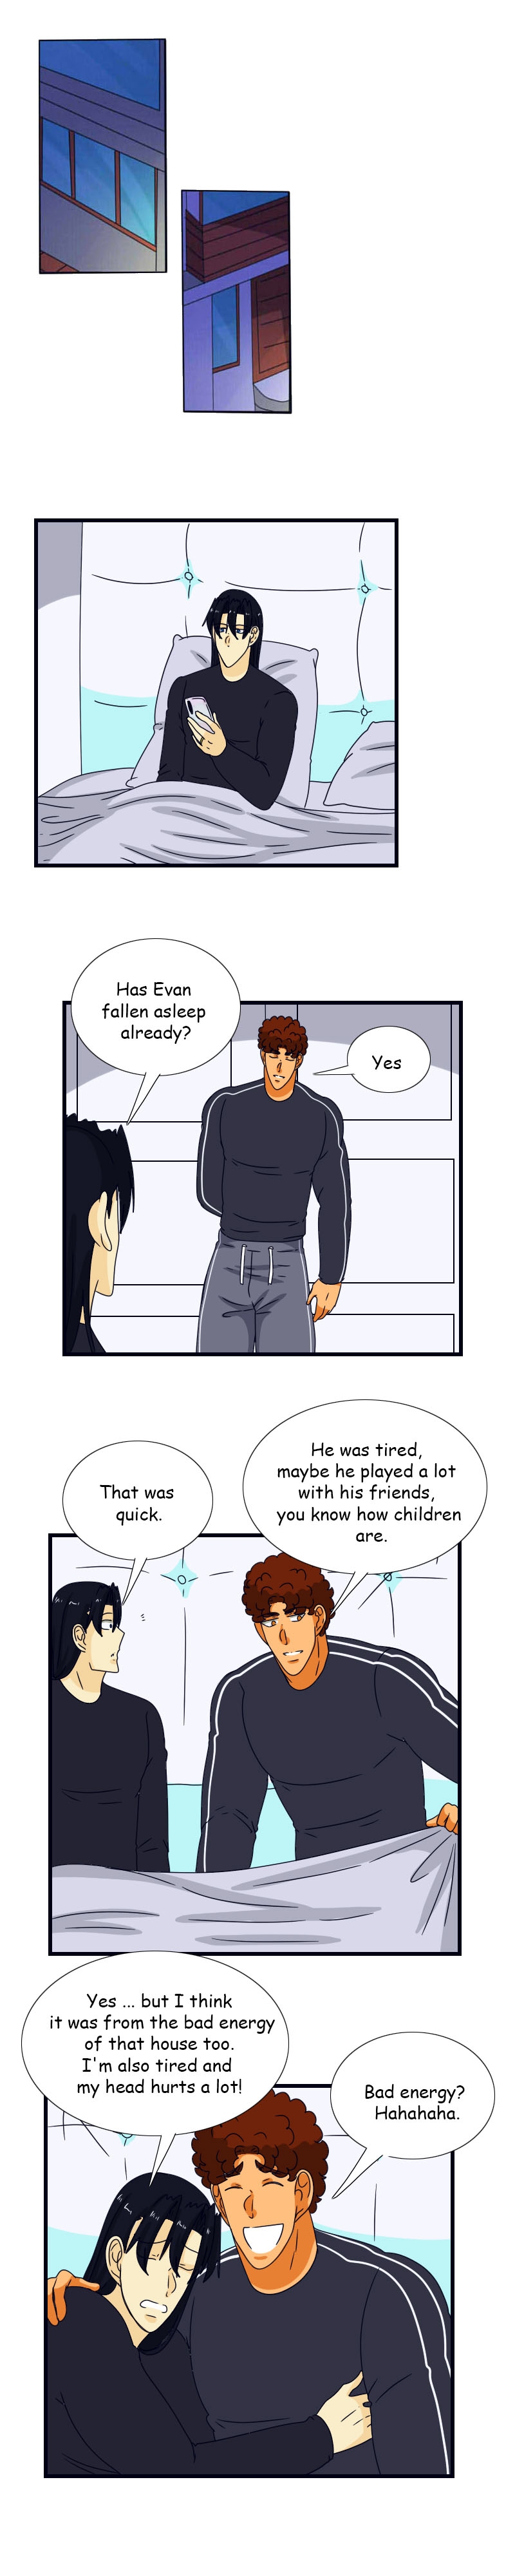 Has Evan
fallen asleep
already?
Yes
That was
quick.
He was tired,
maybe he played a lot
with his friends,
you know how children
are.
Yes ... but I think
it was from the bad energy
of that house too.
I'm also tired and
my head hurts a lot!
Bad energy?
Hahahaha.